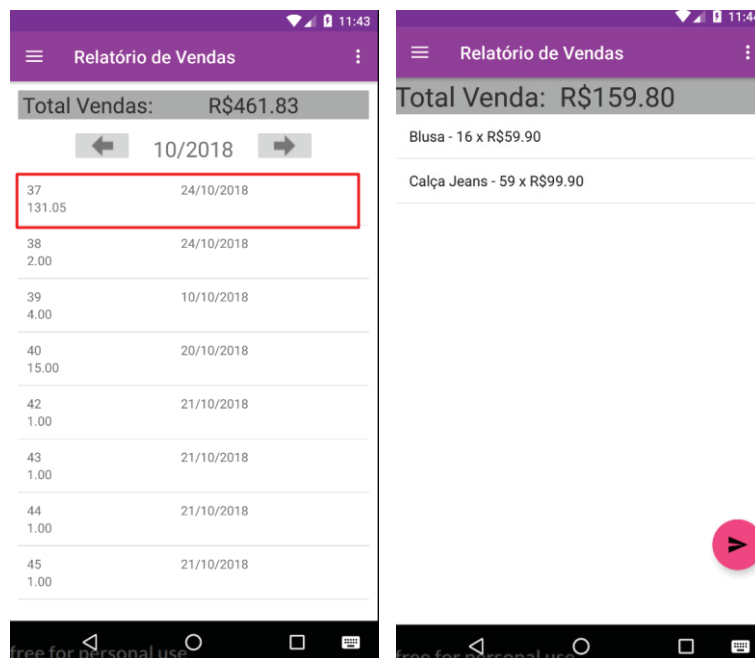 11:43
Relatório de Vendas
Total Vendas: R$461.83
10/2018
37 24/10/2018
131.05
38 24/10/2018
2.00
39 10/10/2018
4.00
40 20/10/2018
15.00
42 21/10/2018
1.00
43 21/10/2018
1.00
44 21/10/2018
1.00
45 21/10/2018
1.00
free for personal use
11:44
Relatório de Vendas
Total Venda: R$159.80
Blusa - 16 x R$59.90
Calça Jeans - 59 x R$99.90
free for personal use